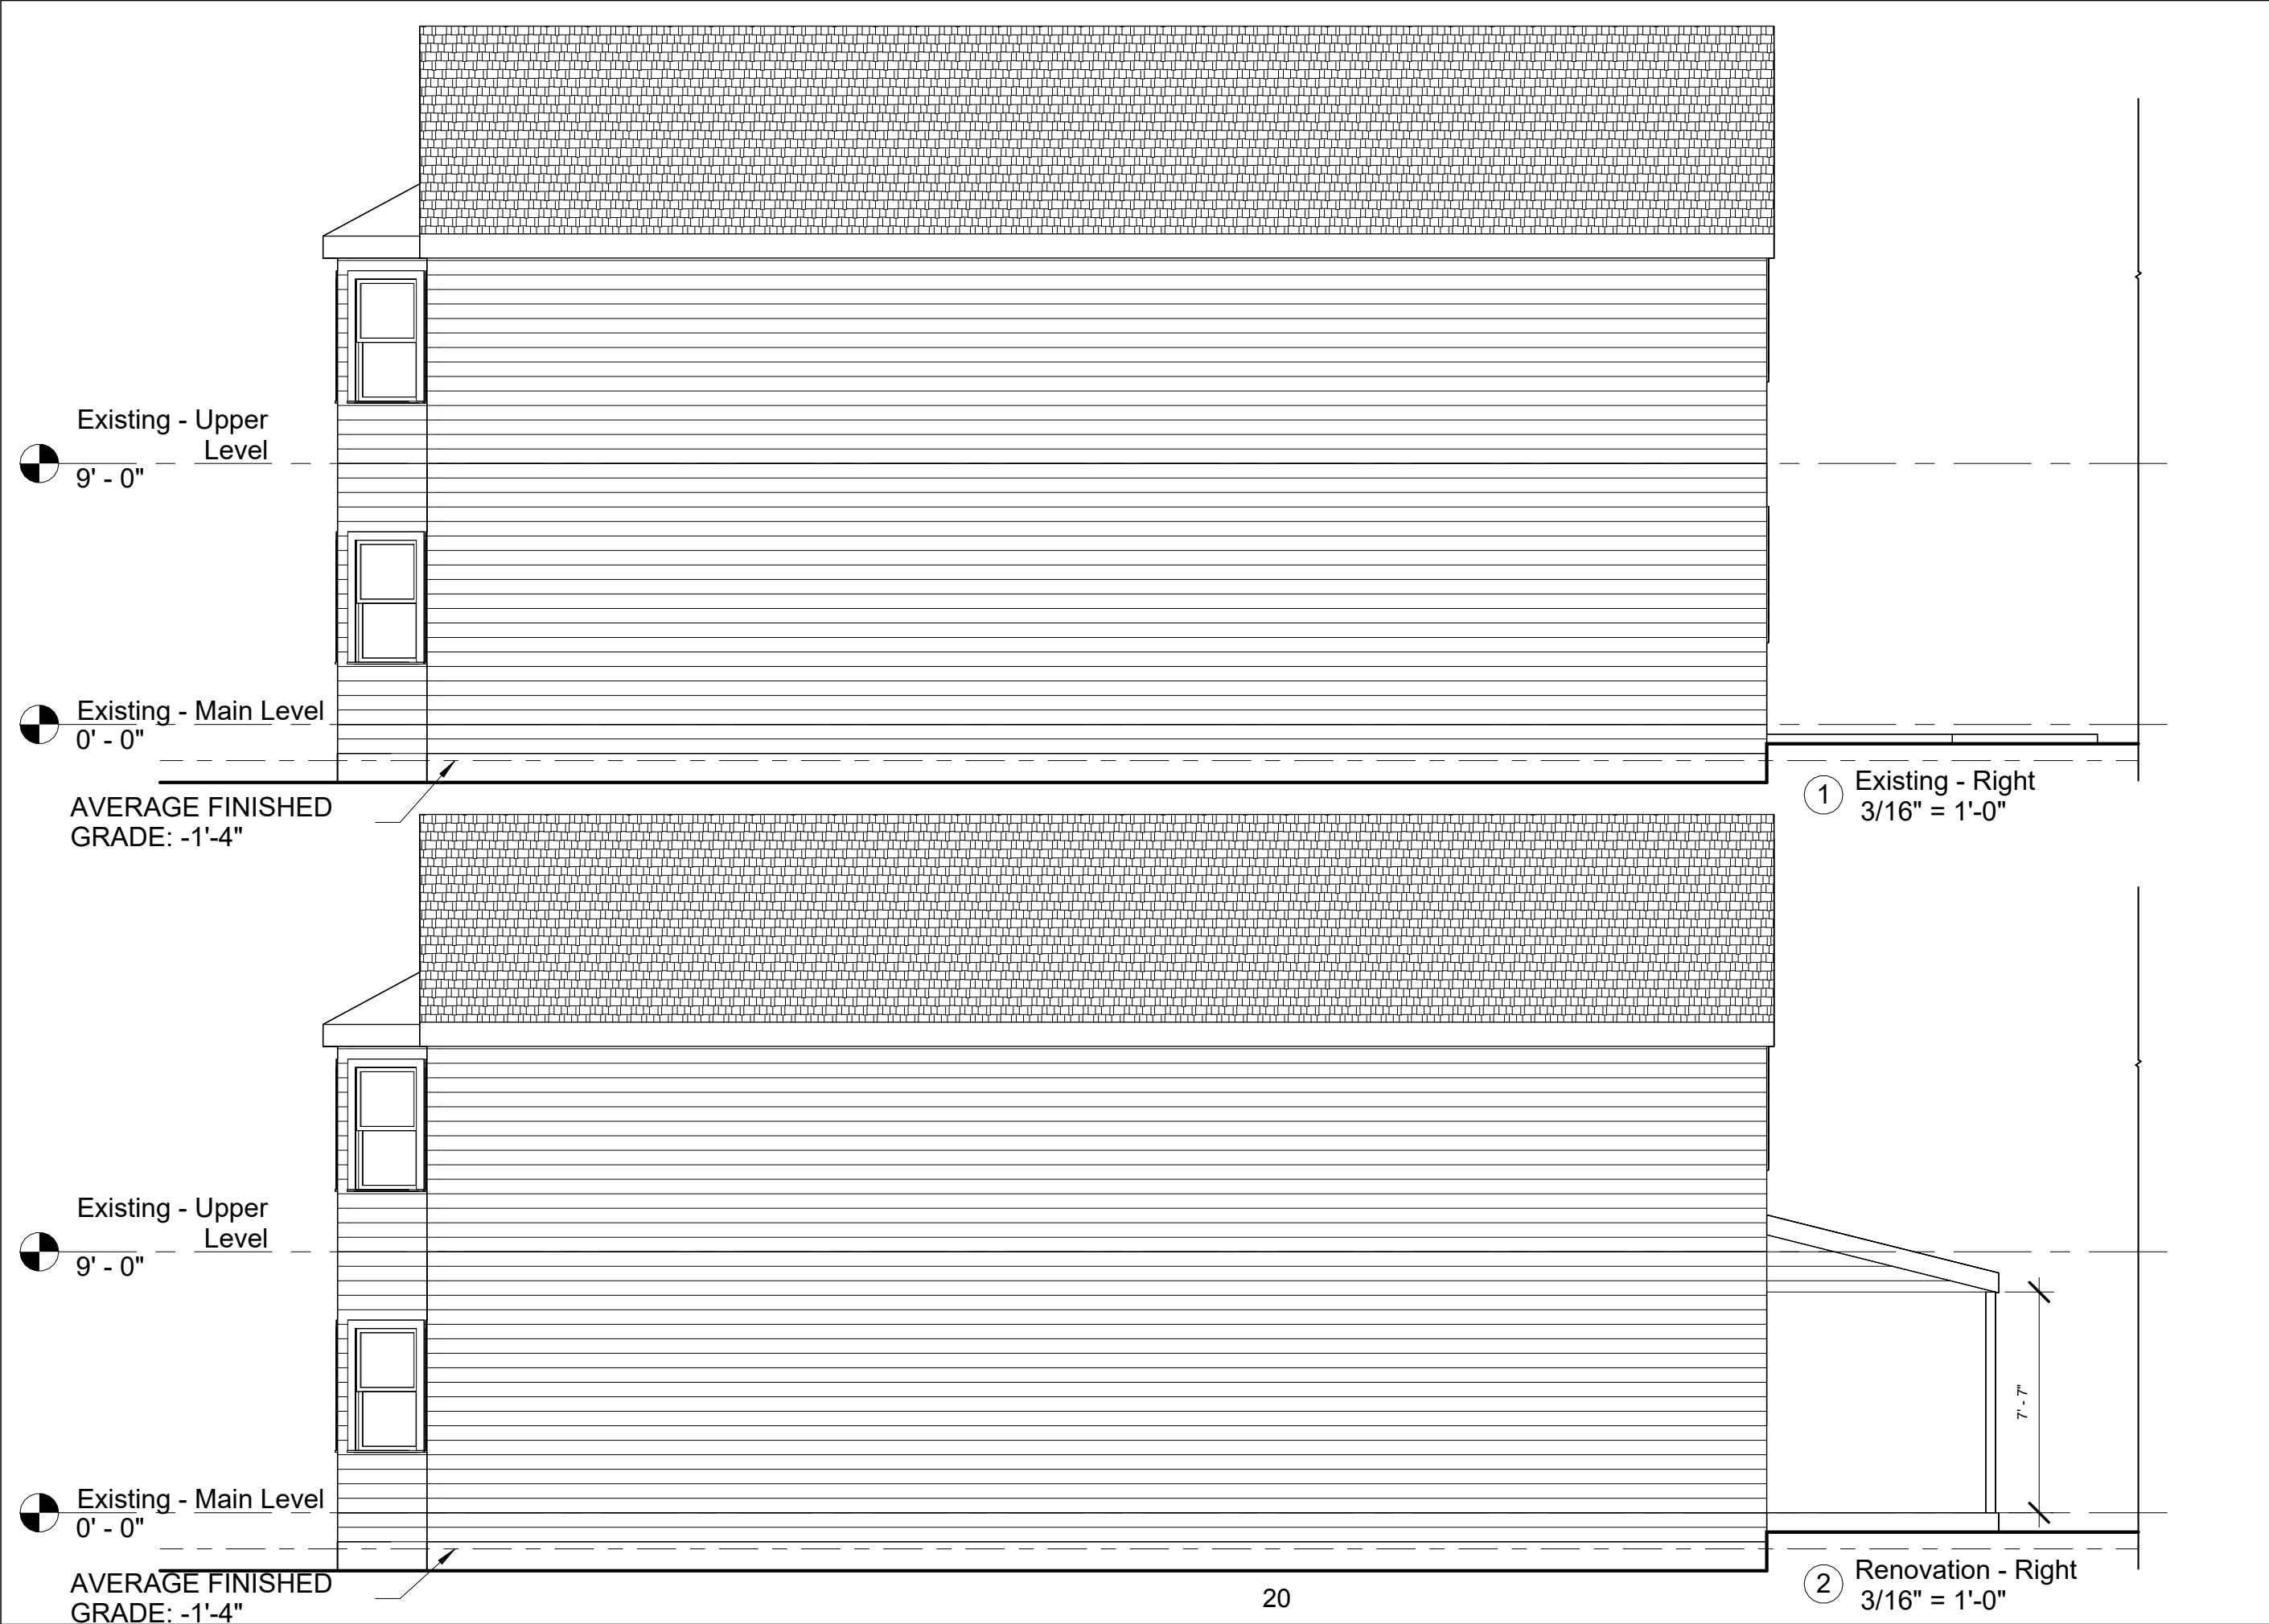 Existing - Upper
Level
9' - 0"
Existing - Main Level
0' - 0"
AVERAGE FINISHED
GRADE: -1'-4"
1
Existing - Right
3/16" = 1'-0"
Existing - Upper
Level
9' - 0"
7' - 7"
Existing - Main Level
0' - 0"
AVERAGE FINISHED
GRADE: -1'-4"
20
2
Renovation - Right
3/16" = 1'-0"